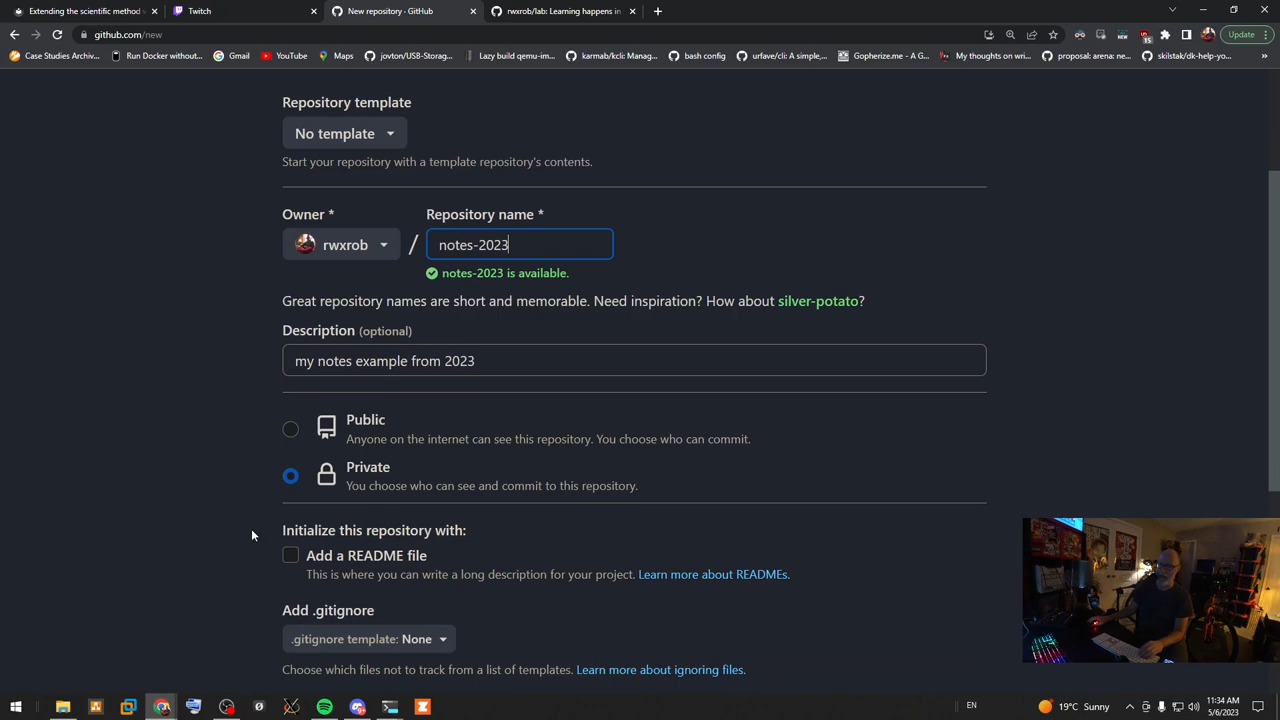 Extending the scientific method
Twitch
New repository - GitHub
rwxrob/lab: Learning happens in
github.com/new
Update
Case Studies Archiv...
Run Docker without...
Gmail
YouTube
Maps
jovton/USB-Storag...
Lazy build qemu-im...
karmab/kcli: Manag...
bash config
urfave/cli: A simple,...
Gopherize.me - A G...
My thoughts on wri...
proposal: arena: ne...
skilstak/dk-help-yo...
»
Repository template
No template
Start your repository with a template repository's contents.
Owner *
Repository name *
rwxrob
/
notes-2023
notes-2023 is available.
Great repository names are short and memorable. Need inspiration? How about silver-potato?
Description (optional)
my notes example from 2023
Public
Anyone on the internet can see this repository. You choose who can commit.
Private
You choose who can see and commit to this repository.
Initialize this repository with:
Add a README file
This is where you can write a long description for your project. Learn more about READMEs.
Add .gitignore
.gitignore template: None
Choose which files not to track from a list of templates. Learn more about ignoring files.
19°C Sunny
EN
11:34 AM
5/6/2023